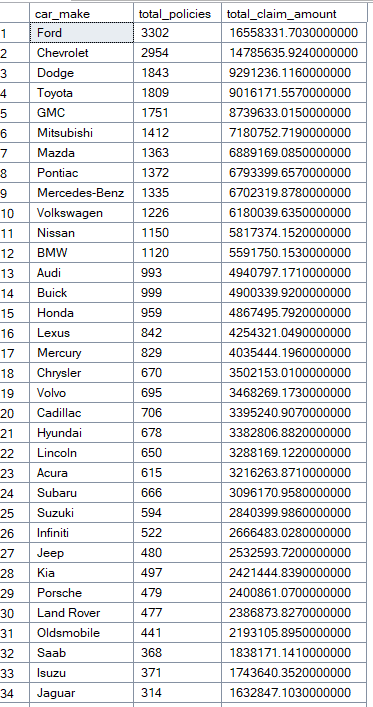 car_make total_policies total_claim_amount
1 Ford 3302 16558331.7030000000
2 Chevrolet 2954 14785635.9240000000
3 Dodge 1843 9291236.1160000000
4 Toyota 1809 9016171.5570000000
5 GMC 1751 8739633.0150000000
6 Mitsubishi 1412 7180752.7190000000
7 Mazda 1363 6889169.0850000000
8 Pontiac 1372 6793399.6570000000
9 Mercedes-Benz 1335 6702319.8780000000
10 Volkswagen 1226 6180039.6350000000
11 Nissan 1150 5817374.1520000000
12 BMW 1120 5591750.1530000000
13 Audi 993 4940797.1710000000
14 Buick 999 4900339.9200000000
15 Honda 959 4867495.7920000000
16 Lexus 842 4254321.0490000000
17 Mercury 829 4035444.1960000000
18 Chrysler 670 3502153.0100000000
19 Volvo 695 3468269.1730000000
20 Cadillac 706 3395240.9070000000
21 Hyundai 678 3382806.8820000000
22 Lincoln 650 3288169.1220000000
23 Acura 615 3216263.8710000000
24 Subaru 666 3096170.9580000000
25 Suzuki 594 2840399.9860000000
26 Infiniti 522 2666483.0280000000
27 Jeep 480 2532593.7200000000
28 Kia 497 2421444.8390000000
29 Porsche 479 2400861.0700000000
30 Land Rover 477 2386873.8270000000
31 Oldsmobile 441 2193105.8950000000
32 Saab 368 1838171.1410000000
33 Isuzu 371 1743640.3520000000
34 Jaguar 314 1632847.1030000000